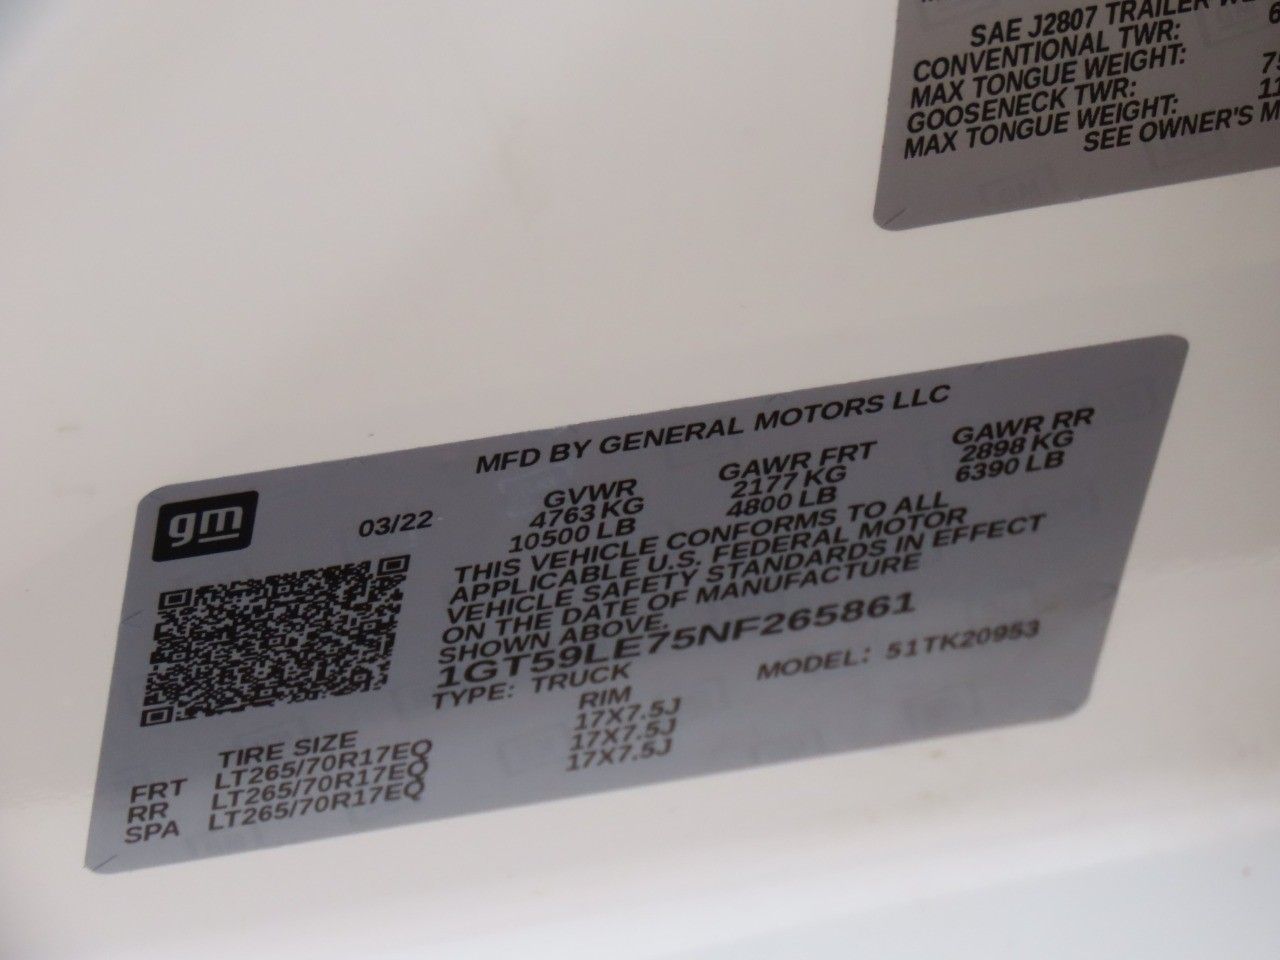 SAE J2807 TRAILER
CONVENTIONAL TWR:
MAX TONGUE WEIGHT:
GOOSENECK TWR:
MAX TONGUE WEIGHT:
SEE OWNER'S
MFD BY GENERAL MOTORS LLC
gm
03/22
GVWR GAWR FRT GAWR RR
4763 KG 2177 KG 2898 KG
10500 LB 4800 LB 6390 LB
THIS VEHICLE CONFORMS TO ALL
APPLICABLE U.S. FEDERAL MOTOR
VEHICLE SAFETY STANDARDS IN EFFECT
ON THE DATE OF MANUFACTURE
SHOWN ABOVE.
1GT59LE75NF265861
TYPE: TRUCK MODEL: 51TK20953
TIRE SIZE RIM
FRT LT265/70R17EQ 17X7.5J
RR LT265/70R17EQ 17X7.5J
SPA LT265/70R17EQ 17X7.5J